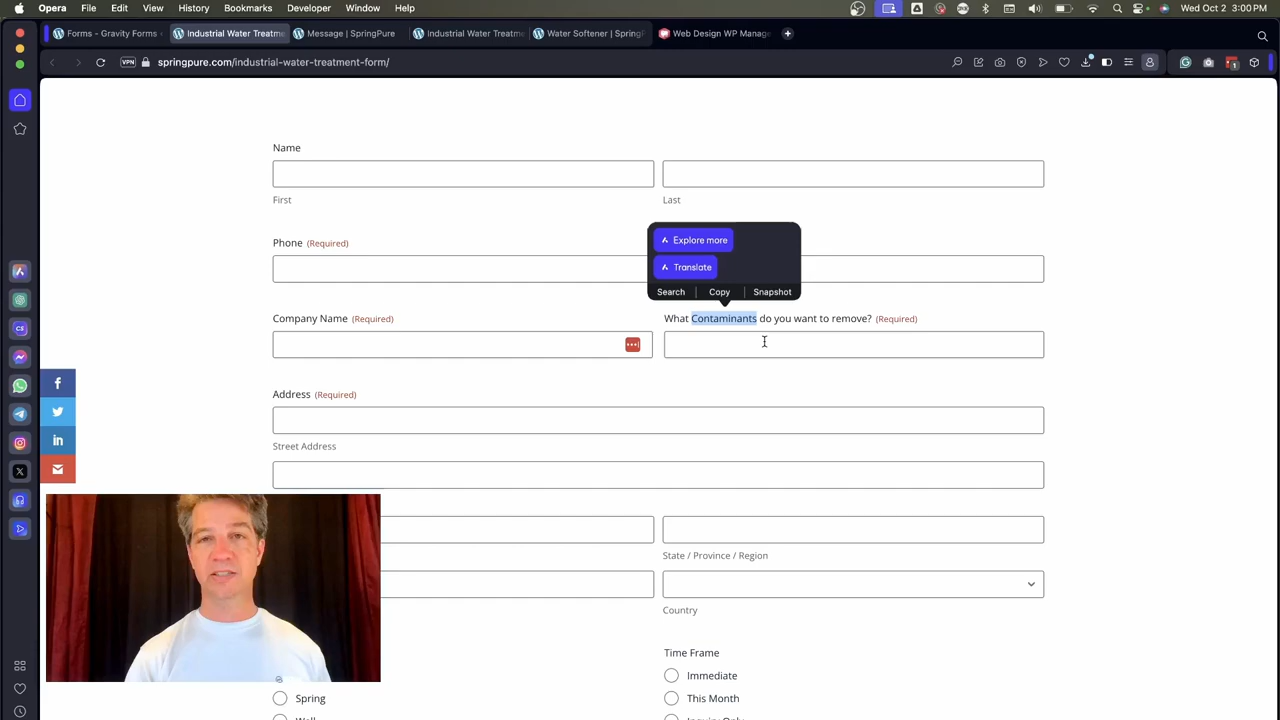 Opera File Edit View History Bookmarks Developer Window Help Wed Oct 2 3:00 PM
Forms - Gravity Forms Industrial Water Treatme Message | SpringPure Industrial Water Treatme Water Softener | Spring Web Design WP Manage
VPN springpure.com/industrial-water-treatment-form/
Name
First Last
Explore more
Translate
Search Copy Snapshot
Phone (Required)
Company Name (Required) What Contaminants do you want to remove? (Required)
Address (Required)
Street Address
State / Province / Region
Country
Time Frame
Immediate
Spring This Month